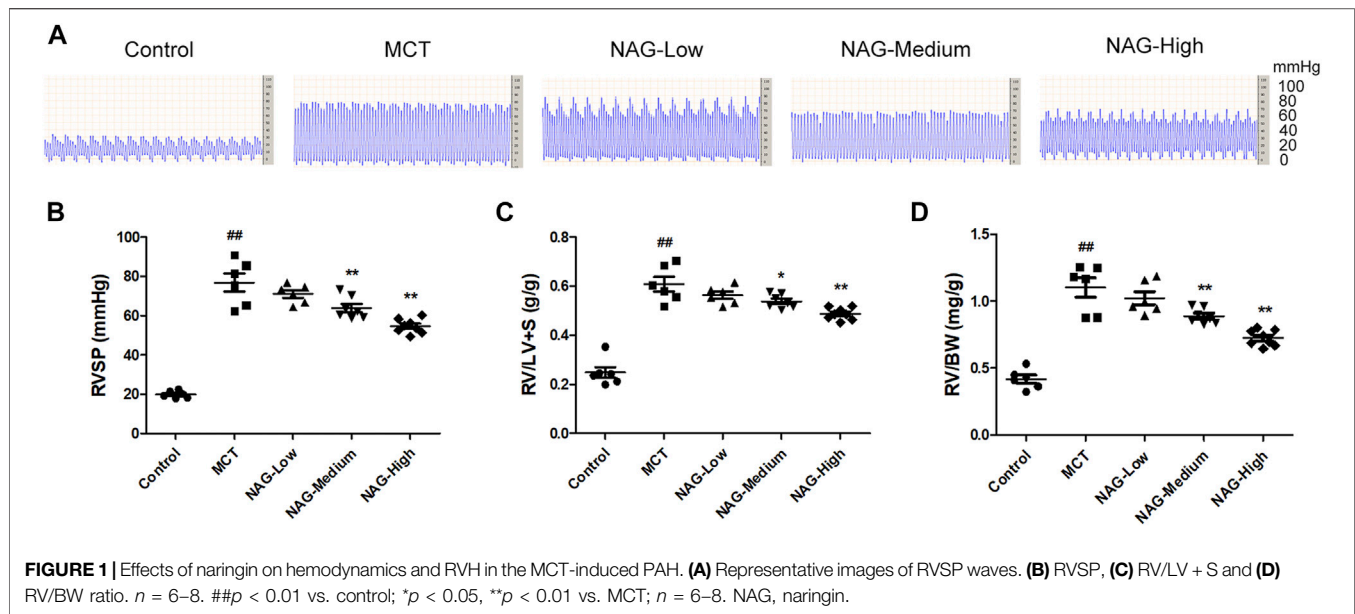 A
Control
MCT
NAG-Low
NAG-Medium
NAG-High
mmHg
100
80
60
40
20
0
B
RVSP (mmHg)
100
80
60
40
20
0
##
**
**
Control
MCT
NAG-Low
NAG-Medium
NAG-High
C
RV/LV+S (g/g)
0.8
0.6
0.4
0.2
0.0
##
*
**
Control
MCT
NAG-Low
NAG-Medium
NAG-High
D
RV/BW (mg/g)
1.5
1.0
0.5
0.0
##
**
**
Control
MCT
NAG-Low
NAG-Medium
NAG-High
FIGURE 1 | Effects of naringin on hemodynamics and RVH in the MCT-induced PAH. (A) Representative images of RVSP waves. (B) RVSP, (C) RV/LV + S and (D)
RV/BW ratio. n = 6–8. ##p < 0.01 vs. control; *p < 0.05, **p < 0.01 vs. MCT; n = 6–8. NAG, naringin.